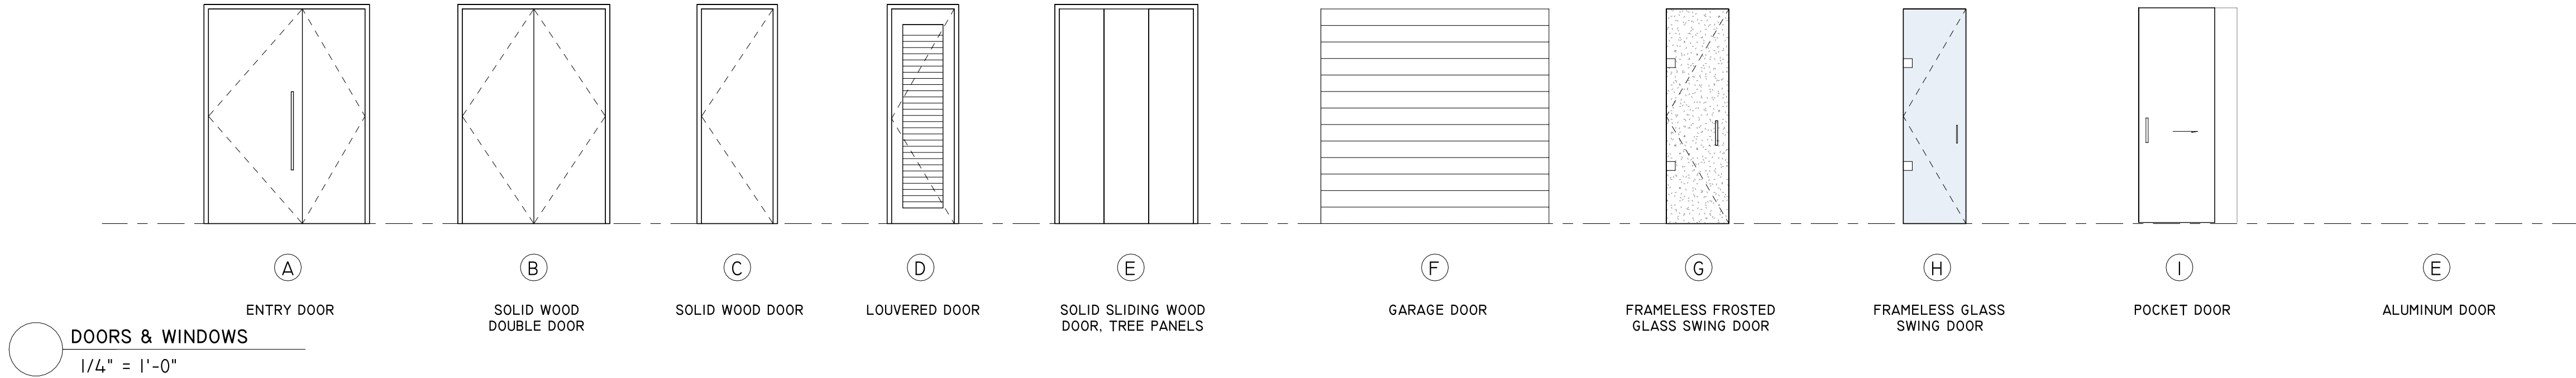 A
B
C
D
E
F
G
H
I
E
ENTRY DOOR
SOLID WOOD
DOUBLE DOOR
SOLID WOOD DOOR
LOUVERED DOOR
SOLID SLIDING WOOD
DOOR, TREE PANELS
GARAGE DOOR
FRAMELESS FROSTED
GLASS SWING DOOR
FRAMELESS GLASS
SWING DOOR
POCKET DOOR
ALUMINUM DOOR
DOORS & WINDOWS
1/4" = 1'-0"